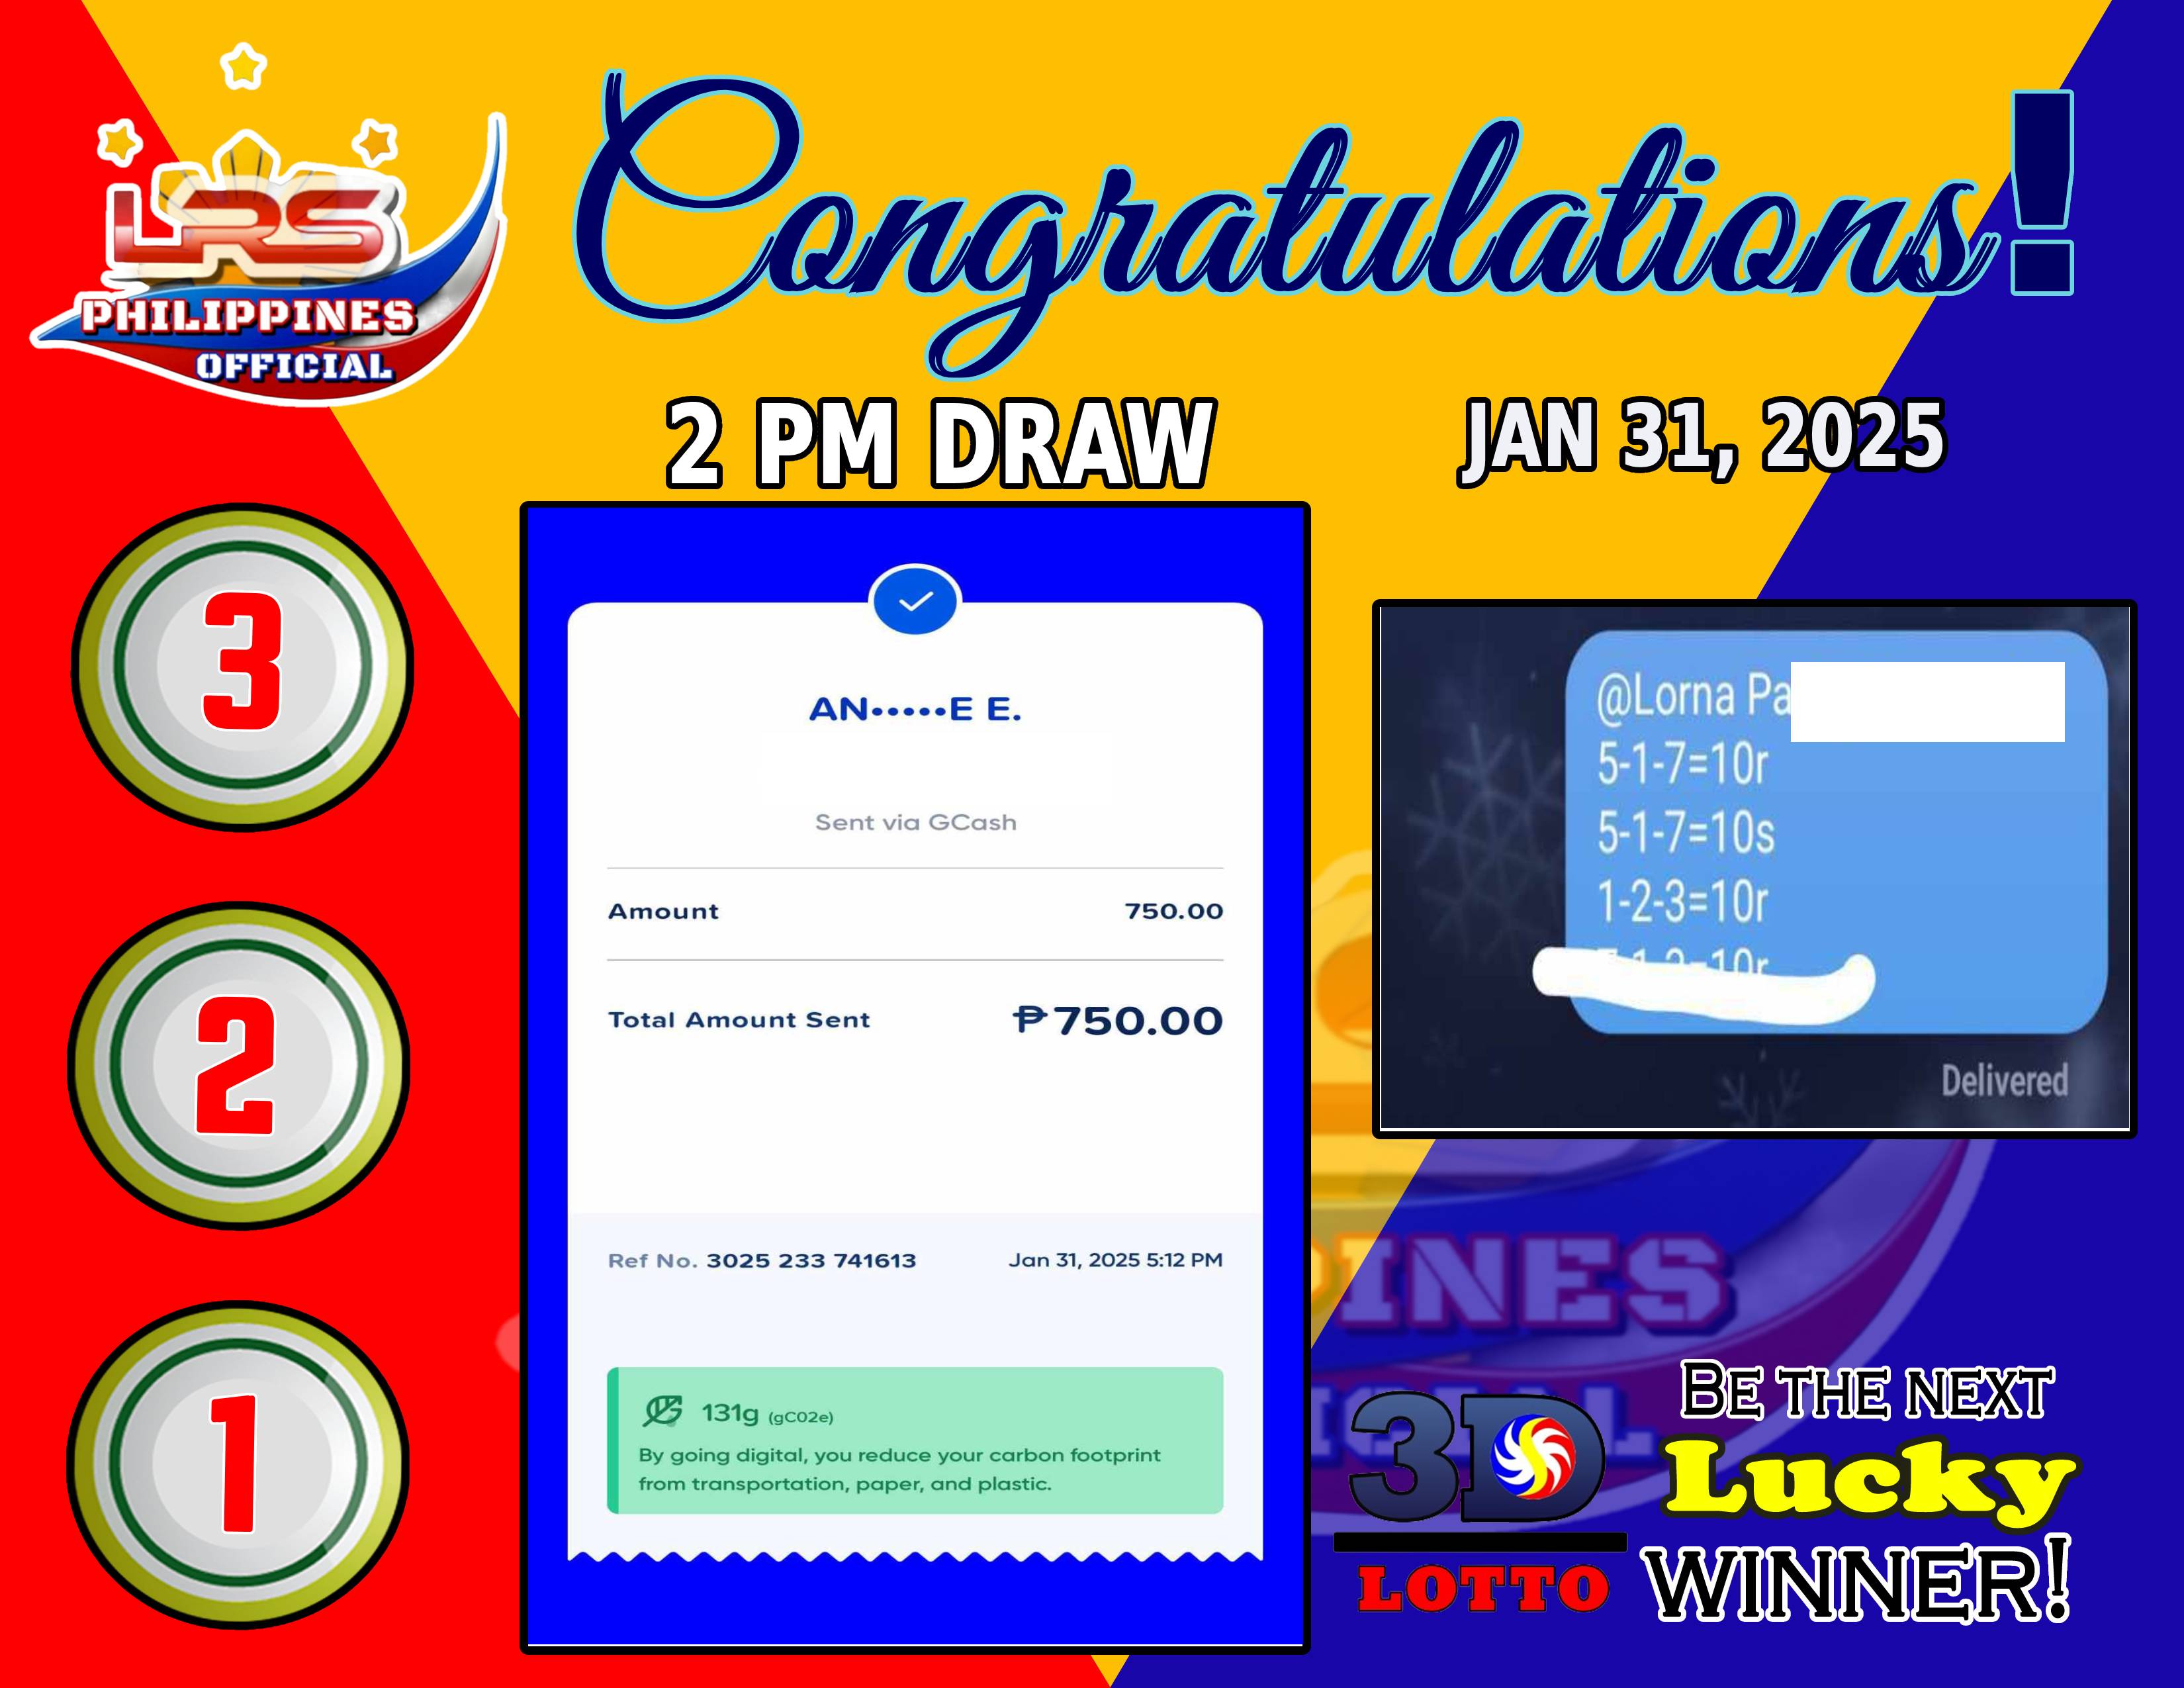 LRS
PHILIPPINES
OFFICIAL
Congratulations!
2 PM DRAW
JAN 31, 2025
3
2
1
AN•••••E E.
Sent via GCash
Amount 750.00
Total Amount Sent ₱750.00
Ref No. 3025 233 741613 Jan 31, 2025 5:12 PM
131g (gCO2e)
By going digital, you reduce your carbon footprint
from transportation, paper, and plastic.
@Lorna Pa
5-1-7=10r
5-1-7=10s
1-2-3=10r
Delivered
PINES
3D
LOTTO
BE THE NEXT
Lucky
WINNER!